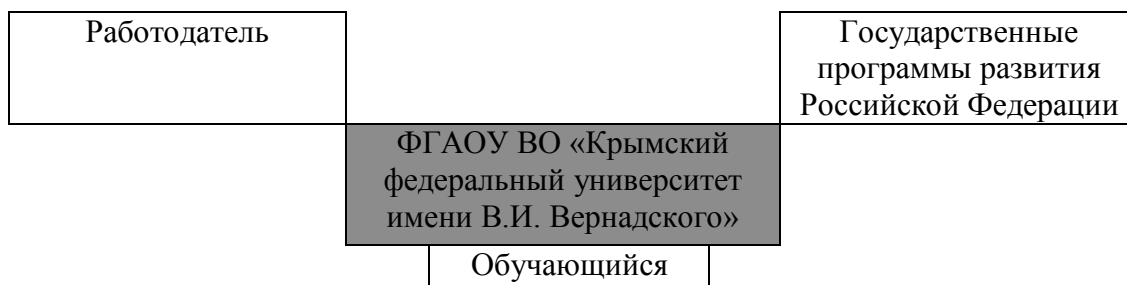 Работодатель
Государственные
программы развития
Российской Федерации
ФГАОУ ВО «Крымский
федеральный университет
имени В.И. Вернадского»
Обучающийся